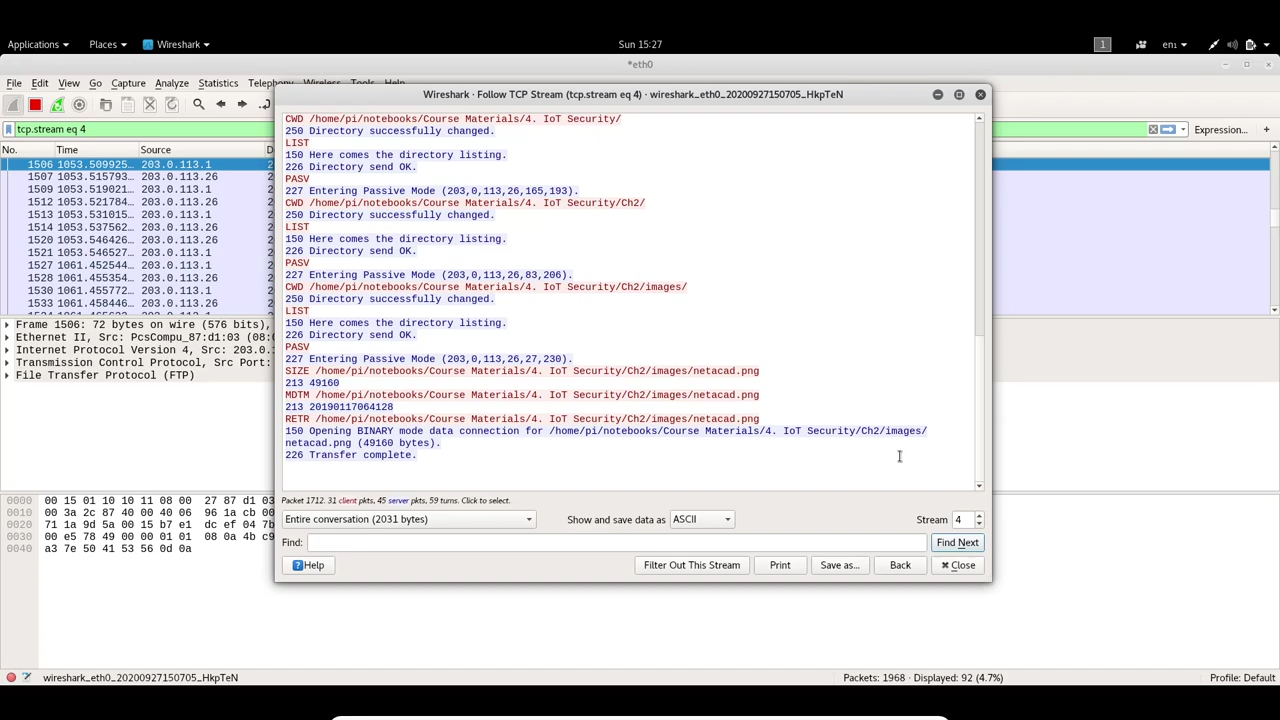 Applications
Places
Wireshark
Sun 15:27
1
en1
*eth0
File Edit View Go Capture Analyze Statistics Telephony Wireless Tools Help
Wireshark · Follow TCP Stream (tcp.stream eq 4) · wireshark_eth0_20200927150705_HkpTeN
tcp.stream eq 4
Expression...
+
No. Time Source
1506 1053.509925… 203.0.113.1 2
1507 1053.515793… 203.0.113.26 2
1509 1053.519021… 203.0.113.1 2
1512 1053.521784… 203.0.113.26 2
1513 1053.531015… 203.0.113.1 2
1514 1053.537562… 203.0.113.26 2
1520 1053.546426… 203.0.113.26 2
1521 1053.546527… 203.0.113.1 2
1527 1061.452544… 203.0.113.1 2
1528 1061.455354… 203.0.113.26 2
1530 1061.455772… 203.0.113.1 2
1533 1061.458446… 203.0.113.26 2
Frame 1506: 72 bytes on wire (576 bits),
Ethernet II, Src: PcsCompu_87:d1:03 (08:0
Internet Protocol Version 4, Src: 203.0.1
Transmission Control Protocol, Src Port:
File Transfer Protocol (FTP)
0000 00 15 01 10 10 11 08 00 27 87 d1 03
0010 00 3a 2c 87 40 00 40 06 96 1a cb 00
0020 71 1a 9d 5a 00 15 b7 e1 dc ef 04 7b
0030 00 e5 78 49 00 00 01 01 08 0a 4b c9
0040 a3 7e 50 41 53 56 0d 0a
CWD /home/pi/notebooks/Course Materials/4. IoT Security/
250 Directory successfully changed.
LIST
150 Here comes the directory listing.
226 Directory send OK.
PASV
227 Entering Passive Mode (203,0,113,26,165,193).
CWD /home/pi/notebooks/Course Materials/4. IoT Security/Ch2/
250 Directory successfully changed.
LIST
150 Here comes the directory listing.
226 Directory send OK.
PASV
227 Entering Passive Mode (203,0,113,26,83,206).
CWD /home/pi/notebooks/Course Materials/4. IoT Security/Ch2/images/
250 Directory successfully changed.
LIST
150 Here comes the directory listing.
226 Directory send OK.
PASV
227 Entering Passive Mode (203,0,113,26,27,230).
SIZE /home/pi/notebooks/Course Materials/4. IoT Security/Ch2/images/netacad.png
213 49160
MDTM /home/pi/notebooks/Course Materials/4. IoT Security/Ch2/images/netacad.png
213 20190117064128
RETR /home/pi/notebooks/Course Materials/4. IoT Security/Ch2/images/netacad.png
150 Opening BINARY mode data connection for /home/pi/notebooks/Course Materials/4. IoT Security/Ch2/images/
netacad.png (49160 bytes).
226 Transfer complete.
Packet 1712. 31 client pkts, 45 server pkts, 59 turns. Click to select.
Entire conversation (2031 bytes)
Show and save data as ASCII
Stream 4
Find:
Find Next
Help
Filter Out This Stream
Print
Save as…
Back
Close
wireshark_eth0_20200927150705_HkpTeN
Packets: 1968 · Displayed: 92 (4.7%)
Profile: Default